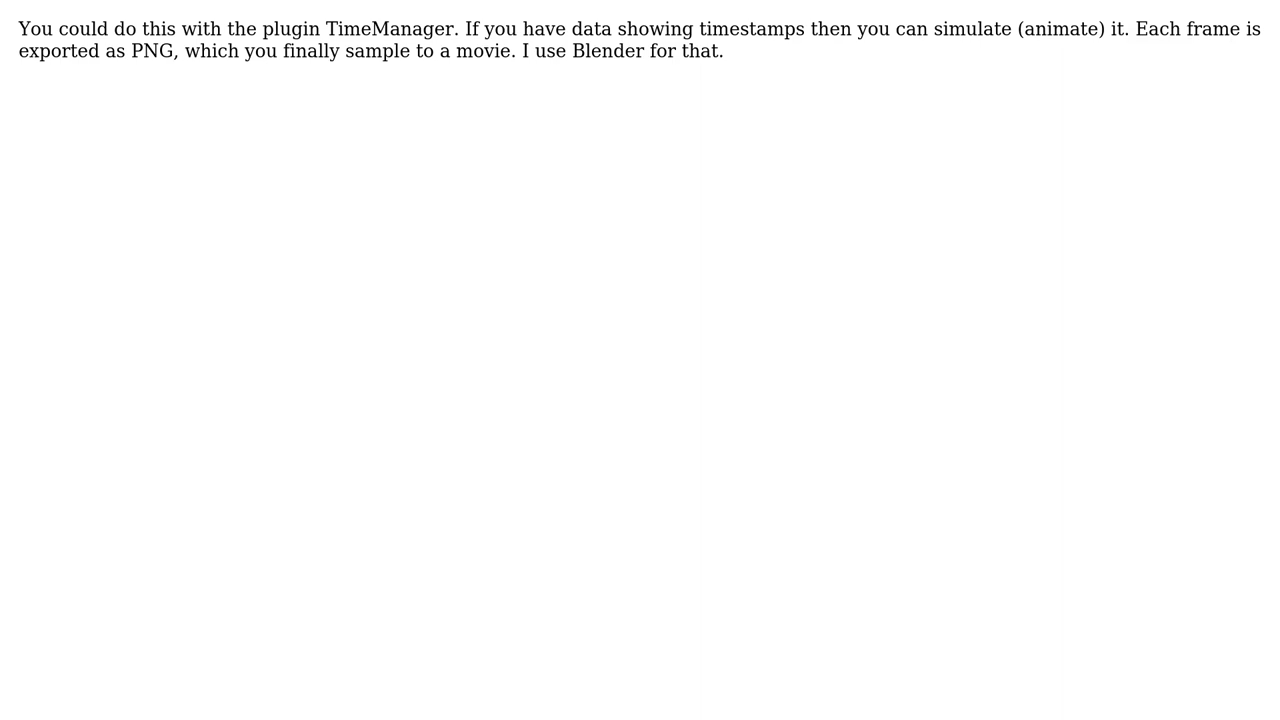 You could do this with the plugin TimeManager. If you have data showing timestamps then you can simulate (animate) it. Each frame is
exported as PNG, which you finally sample to a movie. I use Blender for that.